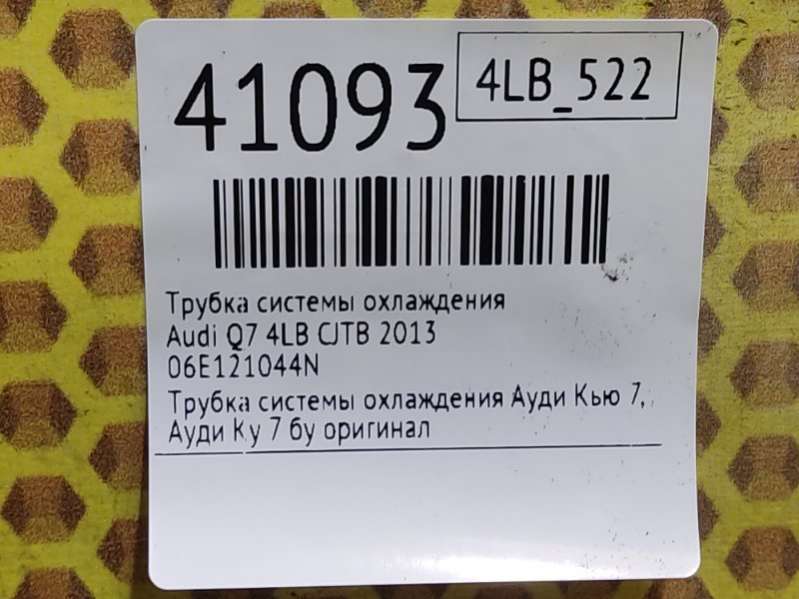 41093
4LB_522
Трубка системы охлаждения
Audi Q7 4LB CJTB 2013
06E121044N
Трубка системы охлаждения Ауди Кью 7,
Ауди Ку 7 бу оригинал